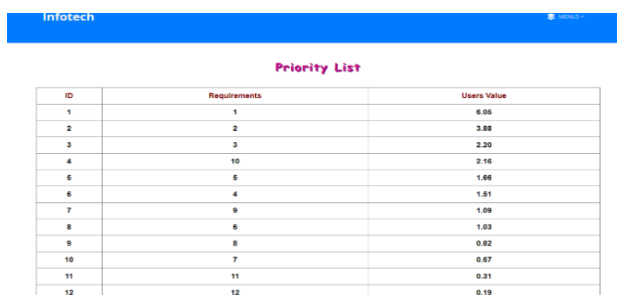 Infotech MENUS
Priority List
ID Requirements Users Value
1 1 6.05
2 2 3.88
3 3 2.20
4 10 2.16
5 5 1.66
6 4 1.51
7 9 1.09
8 6 1.03
9 8 0.82
10 7 0.67
11 11 0.31
12 12 0.19